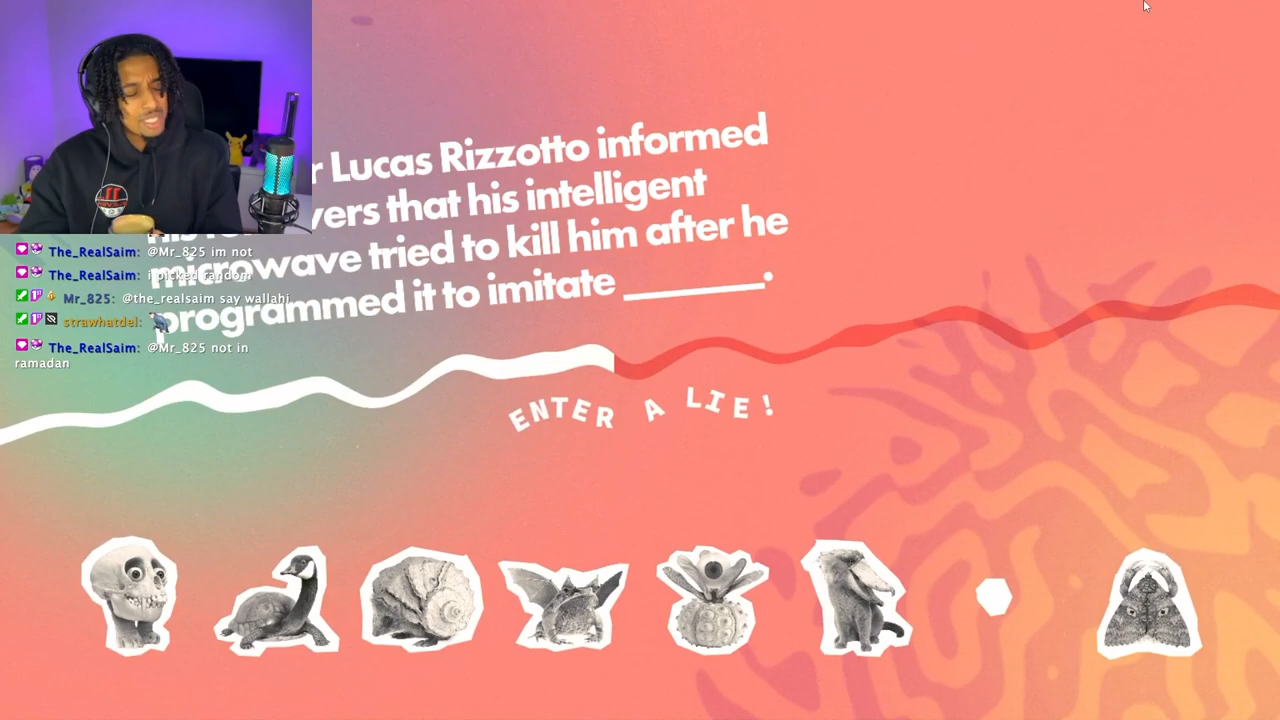 r Lucas Rizzotto informed
vers that his intelligent
microwave tried to kill him after he
programmed it to imitate ________.
The_RealSaim: @Mr_825 im not
The_RealSaim: i picked random
Mr_825: @the_realsaim say wallahi
strawhatdel:
The_RealSaim: @Mr_825 not in
ramadan
ENTER A LIE!